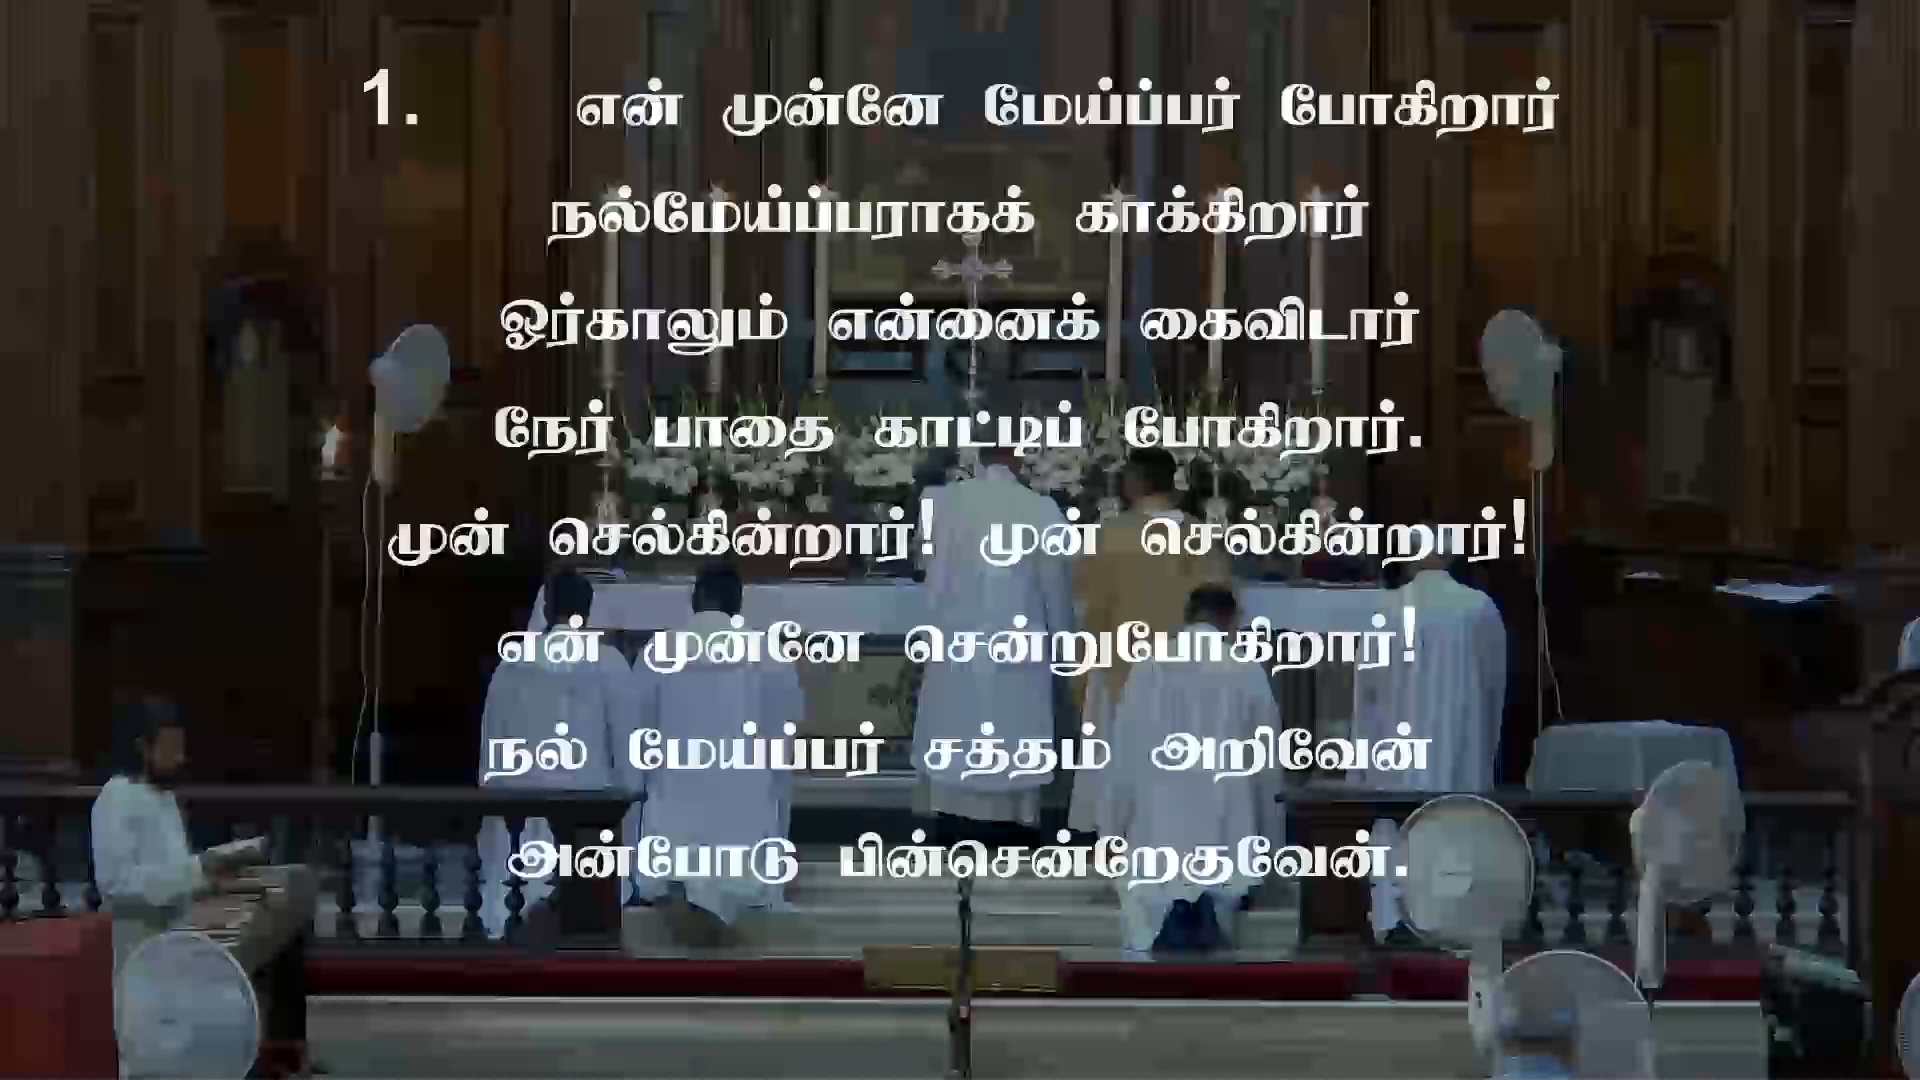 1. என் முன்னே மேய்ப்பர் போகிறார்
நல்மேய்ப்பராகக் காக்கிறார்
ஓர்காலும் என்னைக் கைவிடார்
நேர் பாதை காட்டிப் போகிறார்.
முன் செல்கின்றார்! முன் செல்கின்றார்!
என் முன்னே சென்றுபோகிறார்!
நல் மேய்ப்பர் சத்தம் அறிவேன்
அன்போடு பின்சென்றேகுவேன்.